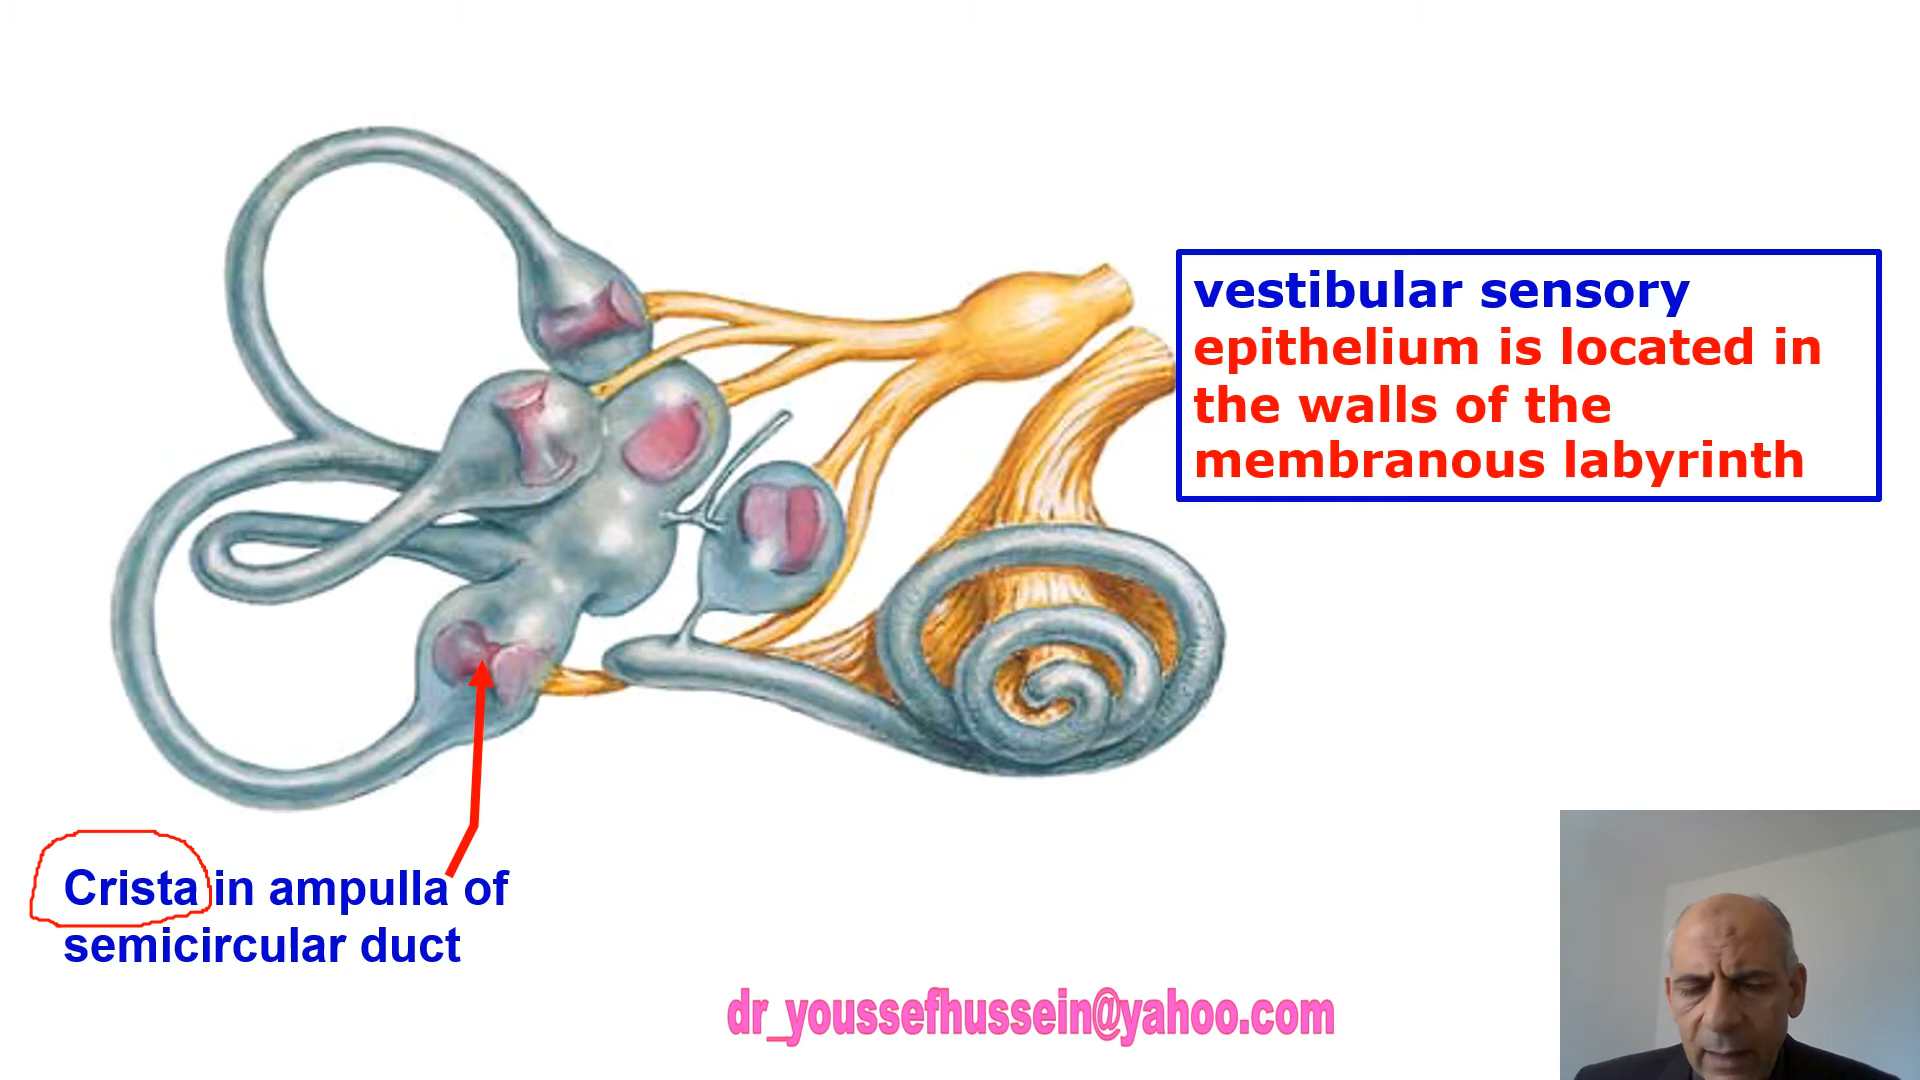 vestibular sensory
epithelium is located in
the walls of the
membranous labyrinth
Crista in ampulla of
semicircular duct
dr_youssefhussein@yahoo.com